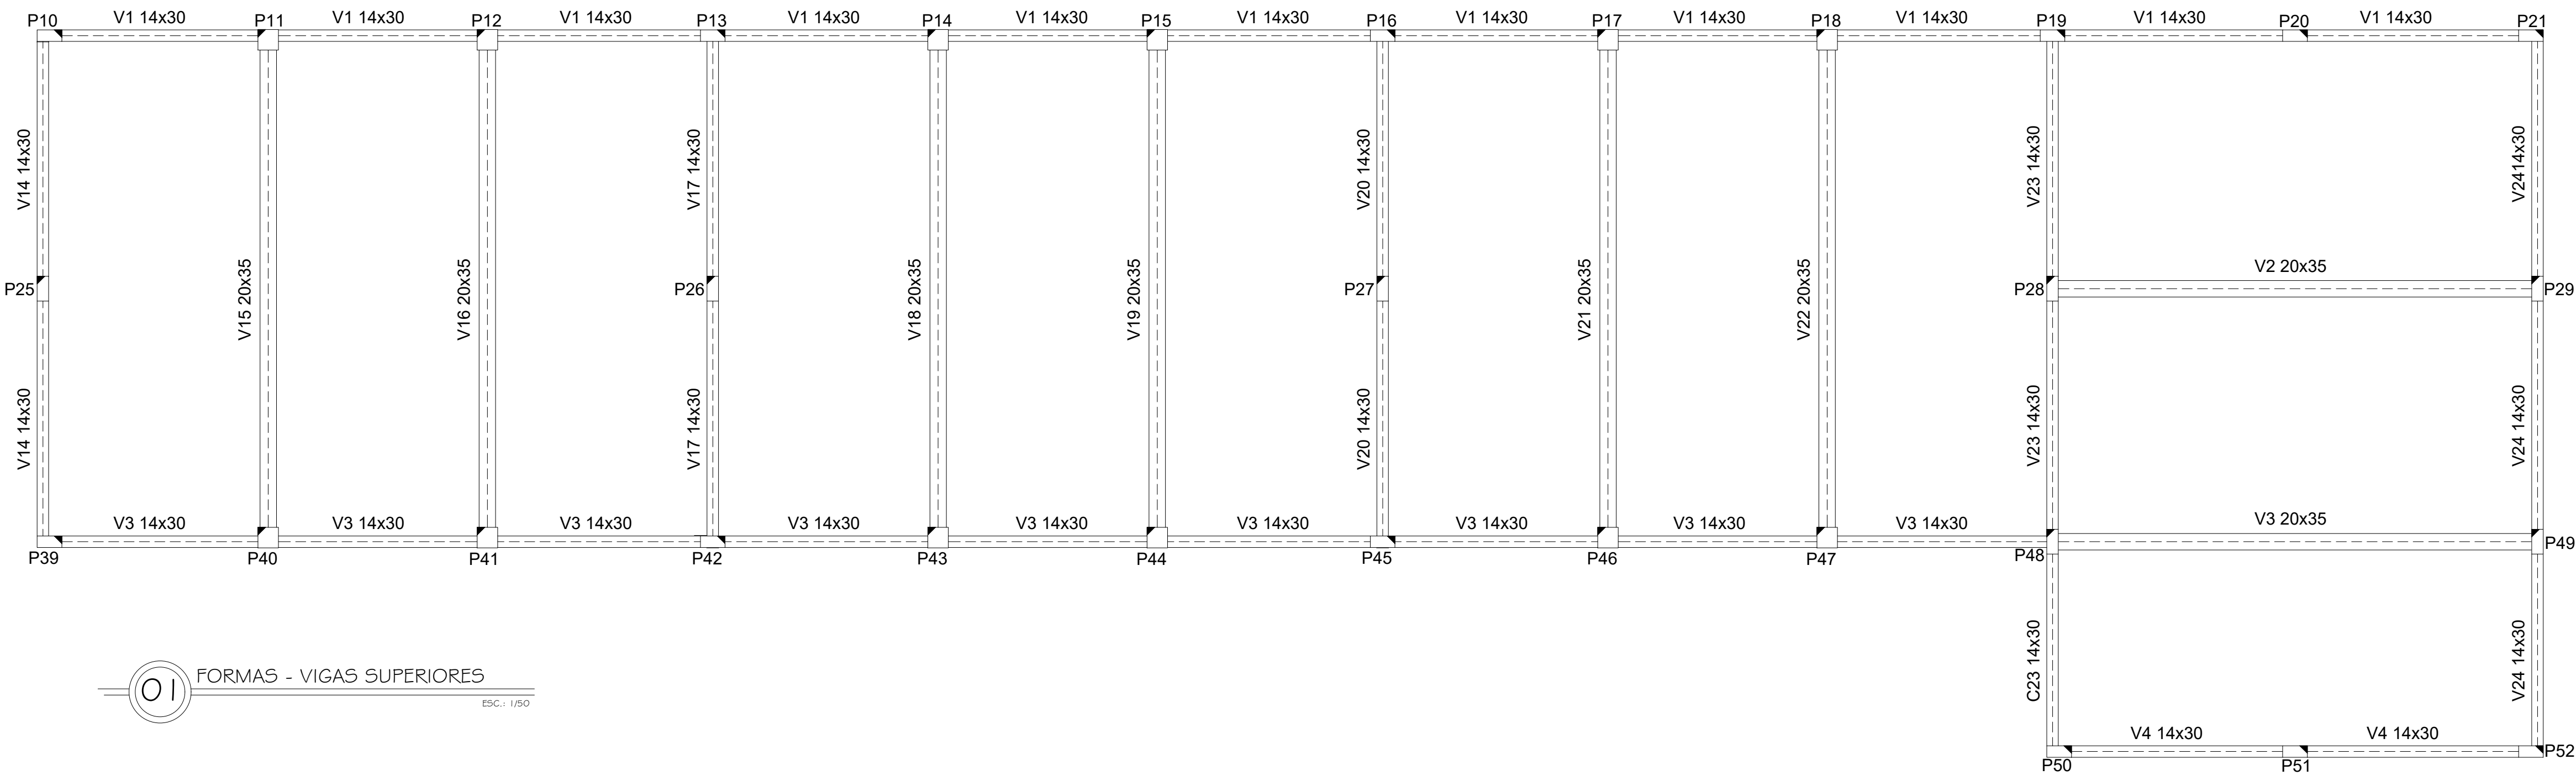 P10 V1 14x30 P11 V1 14x30 P12 V1 14x30 P13 V1 14x30 P14 V1 14x30 P15 V1 14x30 P16 V1 14x30 P17 V1 14x30 P18 V1 14x30 P19 V1 14x30 P20 V1 14x30 P21
V14 14x30
V17 14x30
V20 14x30
V23 14x30
V2414x30
P25
V15 20x35
V16 20x35
P26
V18 20x35
V19 20x35
P27
V21 20x35
V22 20x35
P28
V2 20x35
P29
V14 14x30
V17 14x30
V20 14x30
V23 14x30
V24 14x30
V3 14x30 V3 14x30 V3 14x30 V3 14x30 V3 14x30 V3 14x30 V3 14x30 V3 14x30 V3 14x30 V3 20x35
P39 P40 P41 P42 P43 P44 P45 P46 P47 P48 P49
C23 14x30
V24 14x30
V4 14x30 V4 14x30
P50 P51 P52
01
FORMAS - VIGAS SUPERIORES
ESC.: 1/50